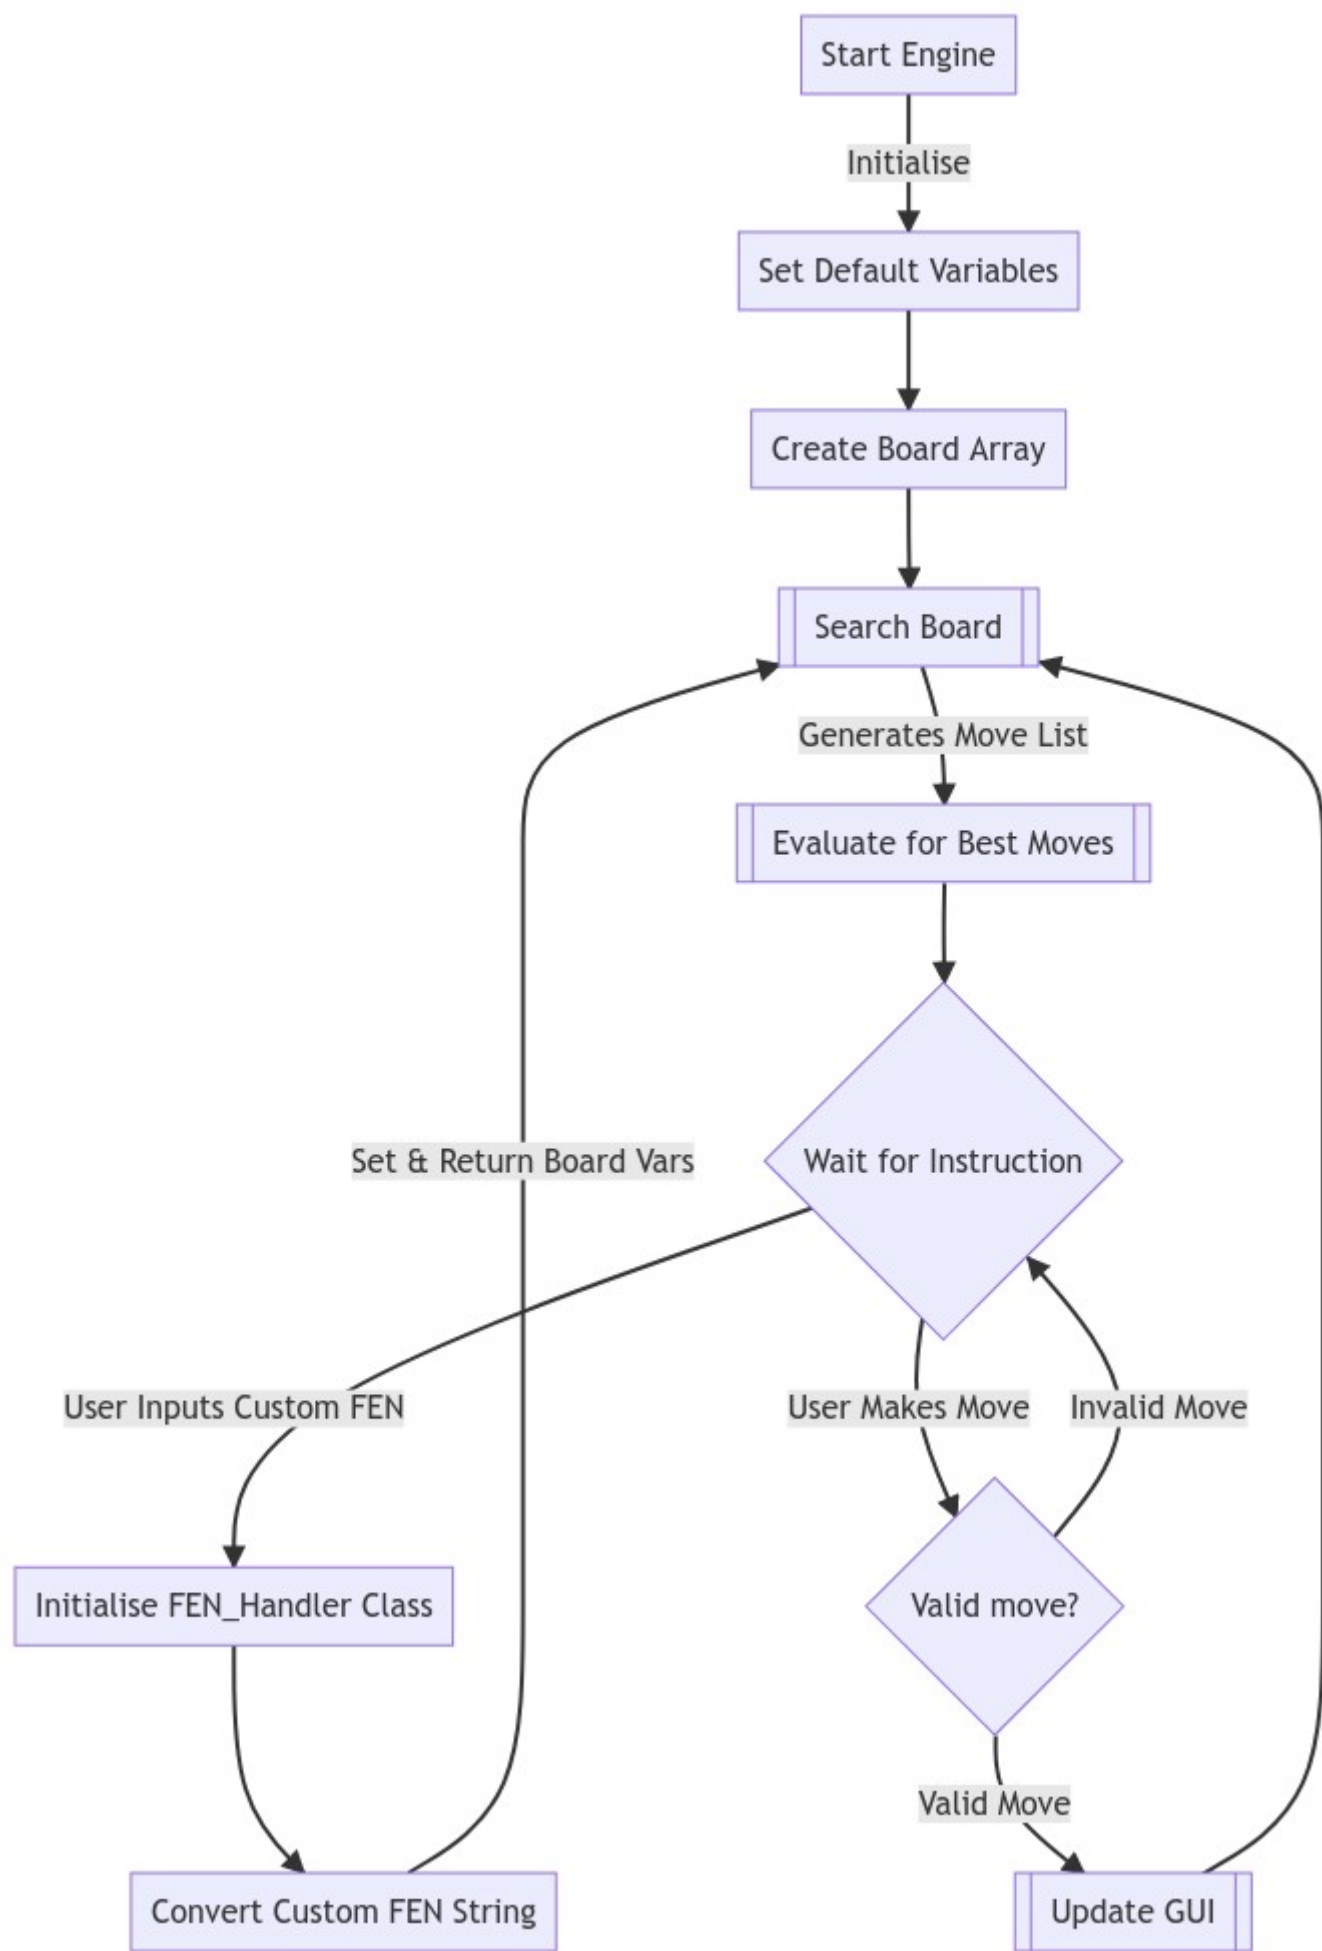 Start Engine
Initialise
Set Default Variables
Create Board Array
Search Board
Generates Move List
Evaluate for Best Moves
Set & Return Board Vars
Wait for Instruction
User Inputs Custom FEN
User Makes Move
Invalid Move
Initialise FEN_Handler Class
Valid move?
Valid Move
Convert Custom FEN String
Update GUI